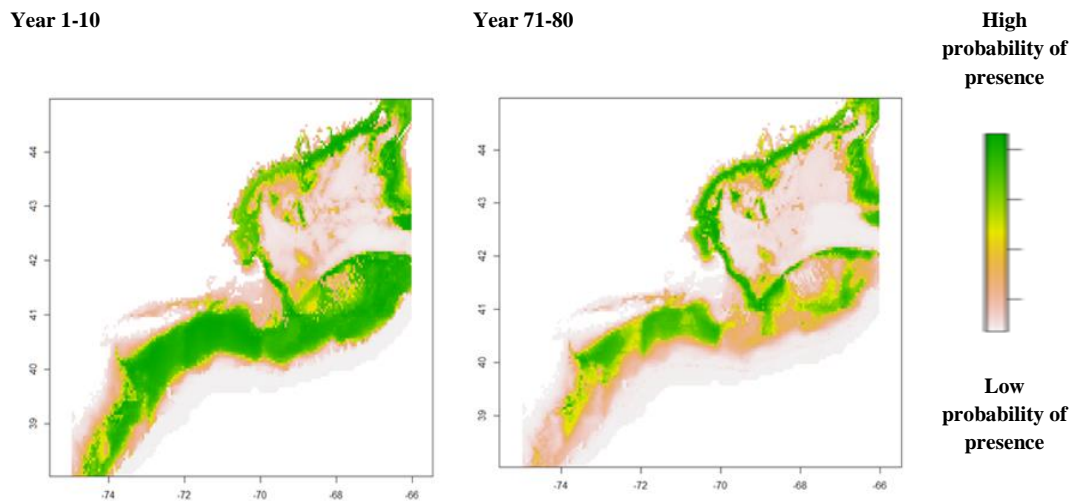 Year 1-10
Year 71-80
High
probability of
presence
44
43
42
41
40
39
-74
-72
-70
-68
-66
44
43
42
41
40
39
-74
-72
-70
-68
-66
Low
probability of
presence